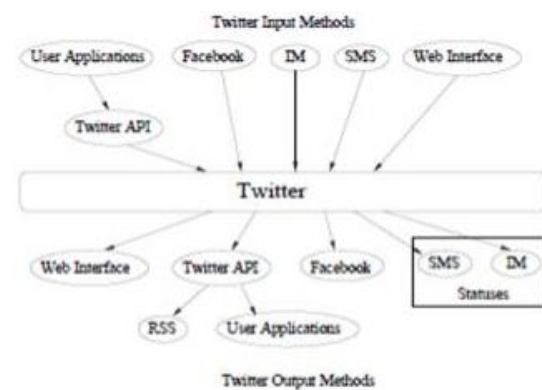 Twitter Input Methods
User Applications Facebook IM SMS Web Interface
Twitter API
Twitter
Web Interface Twitter API Facebook SMS IM
Statuses
RSS User Applications
Twitter Output Methods